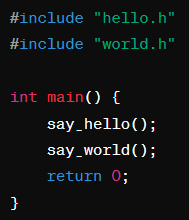 #include "hello.h"
#include "world.h"

int main() {
    say_hello();
    say_world();
    return 0;
}